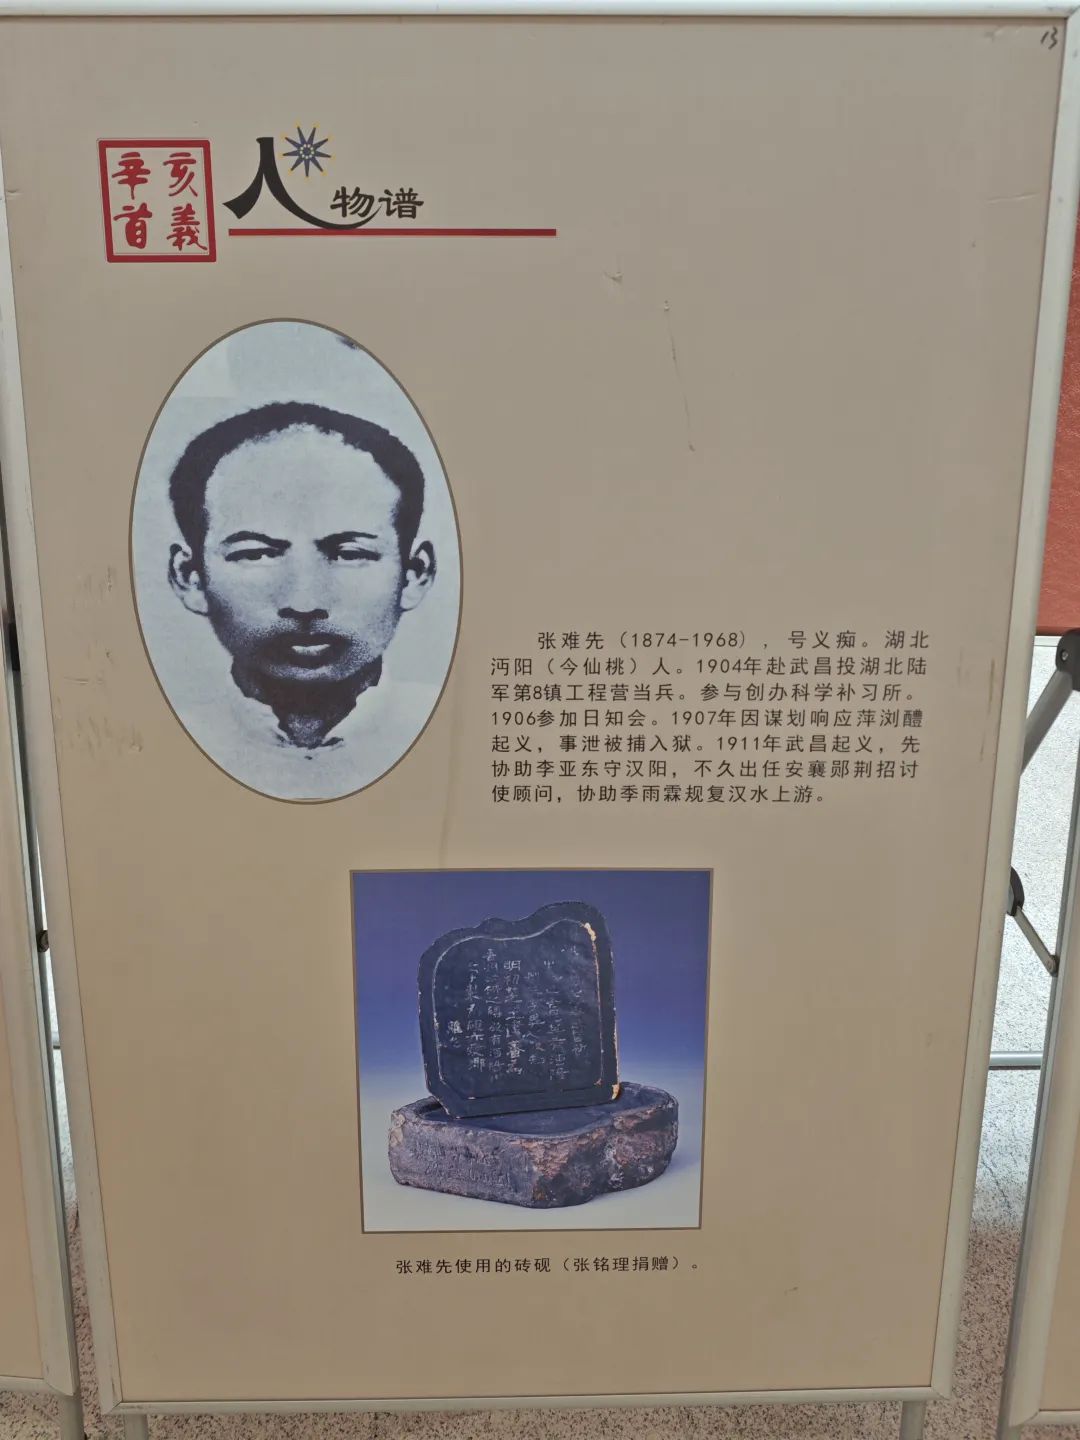 13
辛亥
首義
人物谱
张难先（1874-1968），号义痴。湖北
沔阳（今仙桃）人。1904年赴武昌投湖北陆
军第8镇工程营当兵。参与创办科学补习所。
1906参加日知会。1907年因谋划响应萍浏醴
起义，事泄被捕入狱。1911年武昌起义，先
协助李亚东守汉阳，不久出任安襄郧荆招讨
使顾问，协助季雨霖规复汉水上游。
张难先使用的砖砚（张铭理捐赠）。